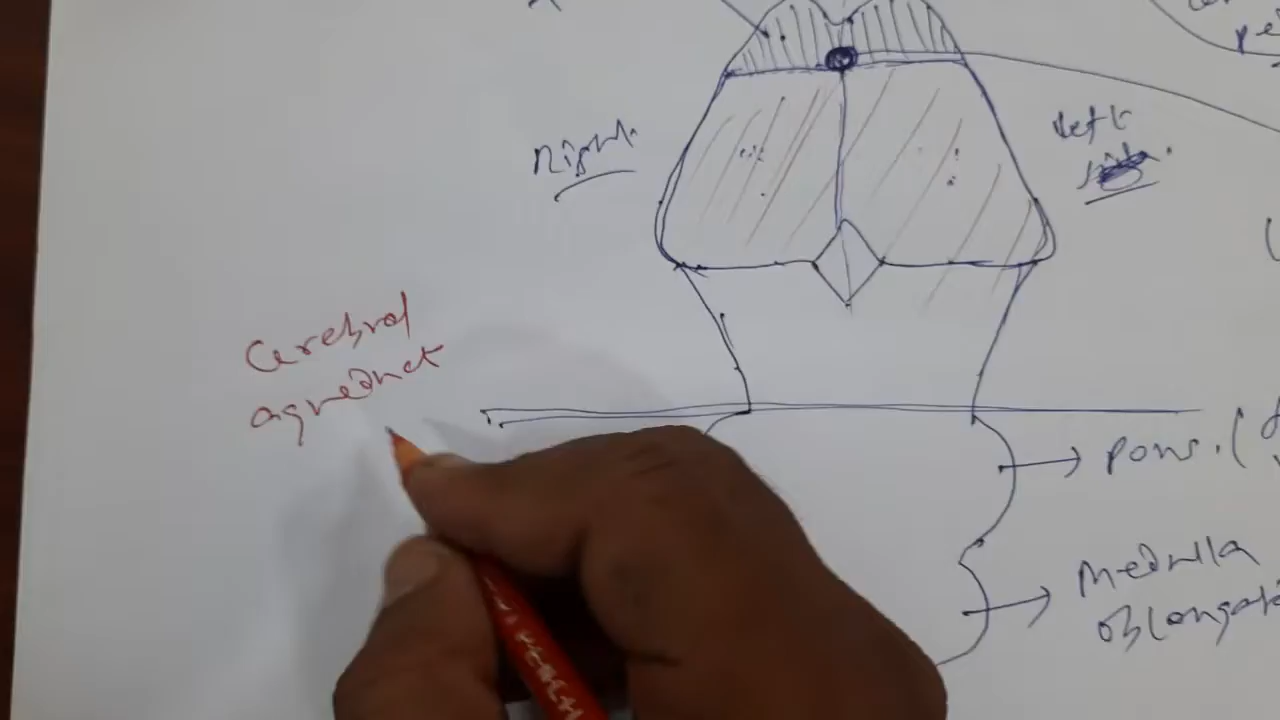 Right
Left
Cerebral
aqueduct
pons. (
Medulla
oblongata